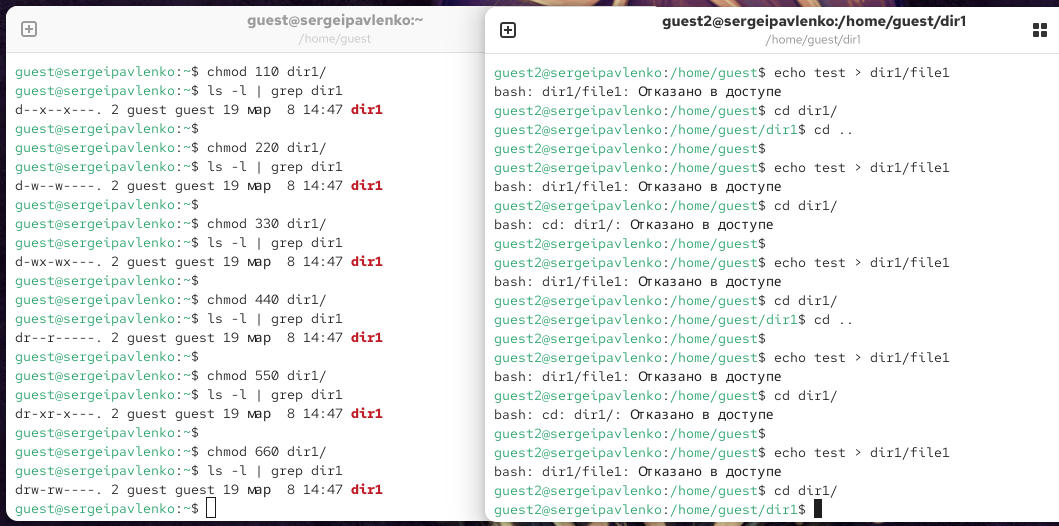 guest@sergeipavlenko:~
/home/guest
guest@sergeipavlenko:~$ chmod 110 dir1/
guest@sergeipavlenko:~$ ls -l | grep dir1
d--x--x---. 2 guest guest 19 мар  8 14:47 dir1
guest@sergeipavlenko:~$
guest@sergeipavlenko:~$ chmod 220 dir1/
guest@sergeipavlenko:~$ ls -l | grep dir1
d-w--w----. 2 guest guest 19 мар  8 14:47 dir1
guest@sergeipavlenko:~$
guest@sergeipavlenko:~$ chmod 330 dir1/
guest@sergeipavlenko:~$ ls -l | grep dir1
d-wx-wx---. 2 guest guest 19 мар  8 14:47 dir1
guest@sergeipavlenko:~$
guest@sergeipavlenko:~$ chmod 440 dir1/
guest@sergeipavlenko:~$ ls -l | grep dir1
dr--r-----. 2 guest guest 19 мар  8 14:47 dir1
guest@sergeipavlenko:~$
guest@sergeipavlenko:~$ chmod 550 dir1/
guest@sergeipavlenko:~$ ls -l | grep dir1
dr-xr-x---. 2 guest guest 19 мар  8 14:47 dir1
guest@sergeipavlenko:~$
guest@sergeipavlenko:~$ chmod 660 dir1/
guest@sergeipavlenko:~$ ls -l | grep dir1
drw-rw----. 2 guest guest 19 мар  8 14:47 dir1
guest@sergeipavlenko:~$
guest2@sergeipavlenko:/home/guest/dir1
/home/guest/dir1
guest2@sergeipavlenko:/home/guest$ echo test > dir1/file1
bash: dir1/file1: Отказано в доступе
guest2@sergeipavlenko:/home/guest$ cd dir1/
guest2@sergeipavlenko:/home/guest/dir1$ cd ..
guest2@sergeipavlenko:/home/guest$
guest2@sergeipavlenko:/home/guest$ echo test > dir1/file1
bash: dir1/file1: Отказано в доступе
guest2@sergeipavlenko:/home/guest$ cd dir1/
bash: cd: dir1/: Отказано в доступе
guest2@sergeipavlenko:/home/guest$
guest2@sergeipavlenko:/home/guest$ echo test > dir1/file1
bash: dir1/file1: Отказано в доступе
guest2@sergeipavlenko:/home/guest$ cd dir1/
guest2@sergeipavlenko:/home/guest/dir1$ cd ..
guest2@sergeipavlenko:/home/guest$
guest2@sergeipavlenko:/home/guest$ echo test > dir1/file1
bash: dir1/file1: Отказано в доступе
guest2@sergeipavlenko:/home/guest$ cd dir1/
bash: cd: dir1/: Отказано в доступе
guest2@sergeipavlenko:/home/guest$
guest2@sergeipavlenko:/home/guest$ echo test > dir1/file1
bash: dir1/file1: Отказано в доступе
guest2@sergeipavlenko:/home/guest$ cd dir1/
guest2@sergeipavlenko:/home/guest/dir1$